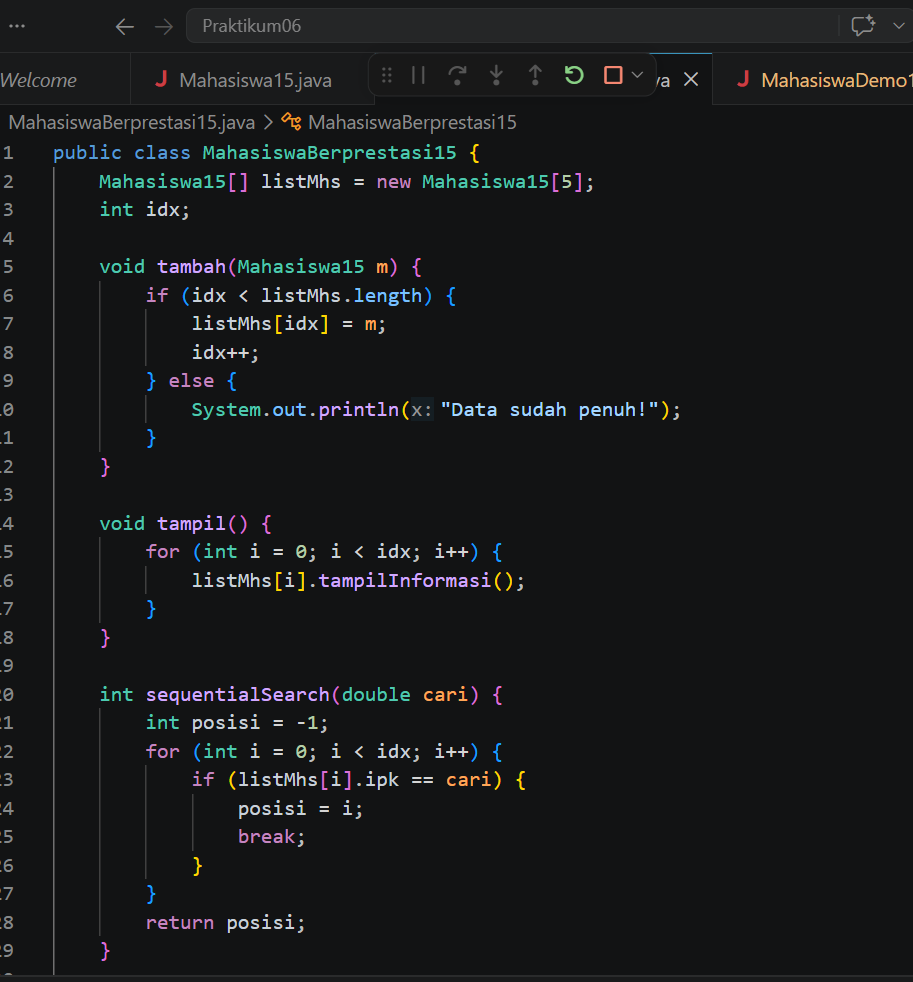 Praktikum06
Welcome
J Mahasiswa15.java
va
J MahasiswaDemo1
MahasiswaBerprestasi15.java > MahasiswaBerprestasi15
1 public class MahasiswaBerprestasi15 {
2 Mahasiswa15[] listMhs = new Mahasiswa15[5];
3 int idx;
4
5 void tambah(Mahasiswa15 m) {
6 if (idx < listMhs.length) {
7 listMhs[idx] = m;
8 idx++;
9 } else {
10 System.out.println(x: "Data sudah penuh!");
11 }
12 }
13
14 void tampil() {
15 for (int i = 0; i < idx; i++) {
16 listMhs[i].tampilInformasi();
17 }
18 }
19
20 int sequentialSearch(double cari) {
21 int posisi = -1;
22 for (int i = 0; i < idx; i++) {
23 if (listMhs[i].ipk == cari) {
24 posisi = i;
25 break;
26 }
27 }
28 return posisi;
29 }